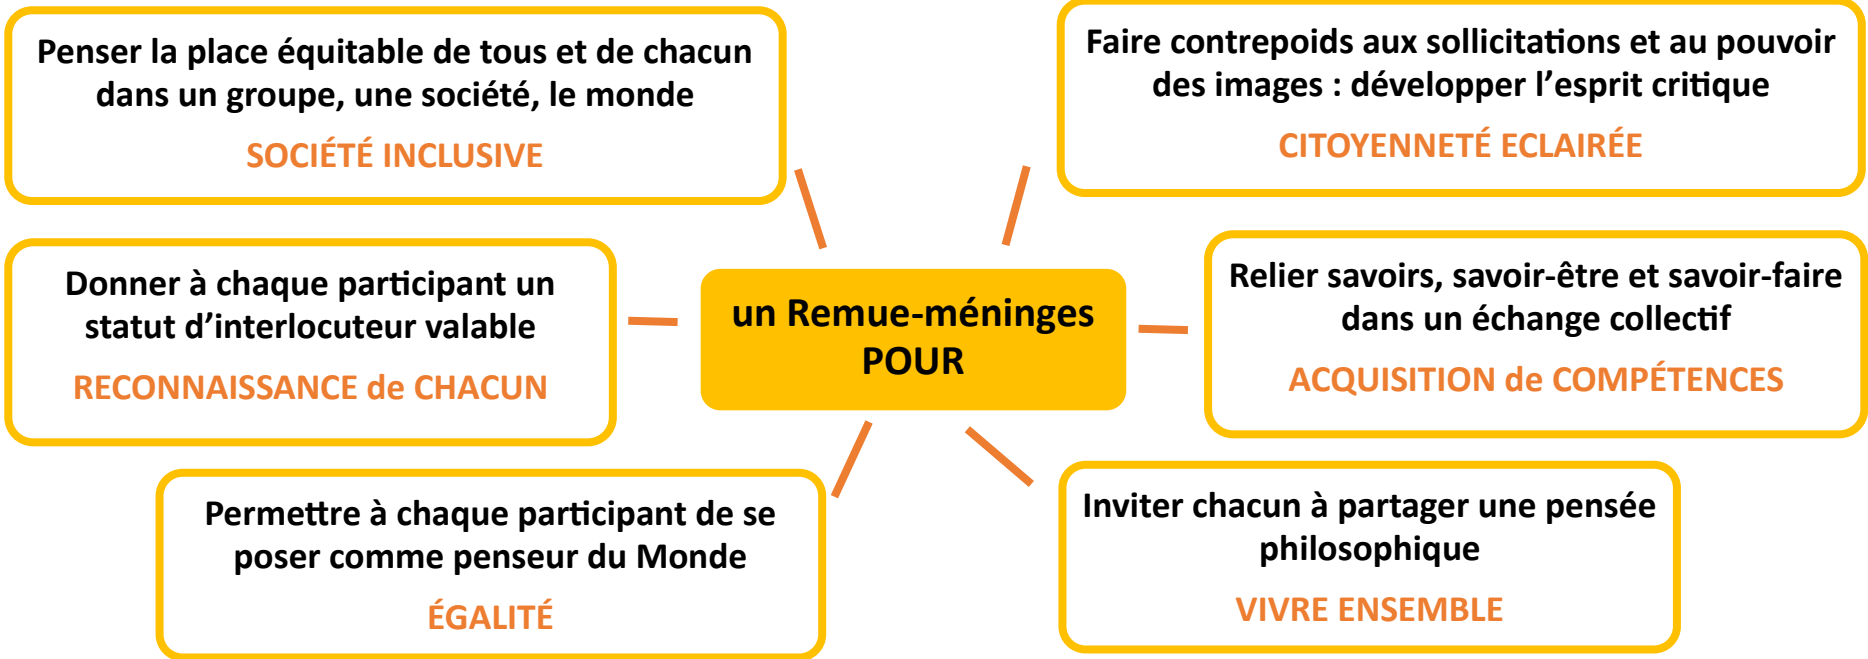 Penser la place équitable de tous et de chacun
dans un groupe, une société, le monde
SOCIÉTÉ INCLUSIVE
Faire contrepoids aux sollicitations et au pouvoir
des images : développer l’esprit critique
CITOYENNETÉ ECLAIRÉE
Donner à chaque participant un
statut d’interlocuteur valable
RECONNAISSANCE de CHACUN
un Remue-méninges
POUR
Relier savoirs, savoir-être et savoir-faire
dans un échange collectif
ACQUISITION de COMPÉTENCES
Permettre à chaque participant de se
poser comme penseur du Monde
ÉGALITÉ
Inviter chacun à partager une pensée
philosophique
VIVRE ENSEMBLE